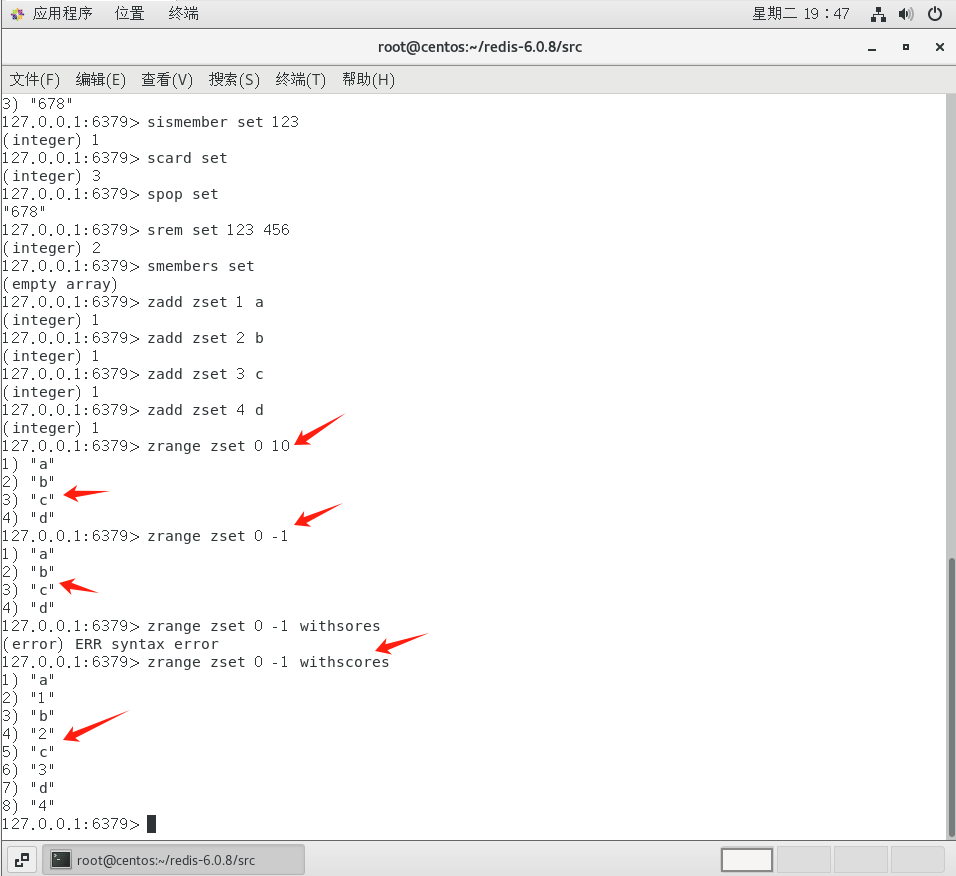 应用程序 位置 终端 星期二 19：47
root@centos:~/redis-6.0.8/src
文件(F) 编辑(E) 查看(V) 搜索(S) 终端(T) 帮助(H)
3) "678"
127.0.0.1:6379> sismember set 123
(integer) 1
127.0.0.1:6379> scard set
(integer) 3
127.0.0.1:6379> spop set
"678"
127.0.0.1:6379> srem set 123 456
(integer) 2
127.0.0.1:6379> smembers set
(empty array)
127.0.0.1:6379> zadd zset 1 a
(integer) 1
127.0.0.1:6379> zadd zset 2 b
(integer) 1
127.0.0.1:6379> zadd zset 3 c
(integer) 1
127.0.0.1:6379> zadd zset 4 d
(integer) 1
127.0.0.1:6379> zrange zset 0 10
1) "a"
2) "b"
3) "c"
4) "d"
127.0.0.1:6379> zrange zset 0 -1
1) "a"
2) "b"
3) "c"
4) "d"
127.0.0.1:6379> zrange zset 0 -1 withsores
(error) ERR syntax error
127.0.0.1:6379> zrange zset 0 -1 withscores
1) "a"
2) "1"
3) "b"
4) "2"
5) "c"
6) "3"
7) "d"
8) "4"
127.0.0.1:6379>
root@centos:~/redis-6.0.8/src